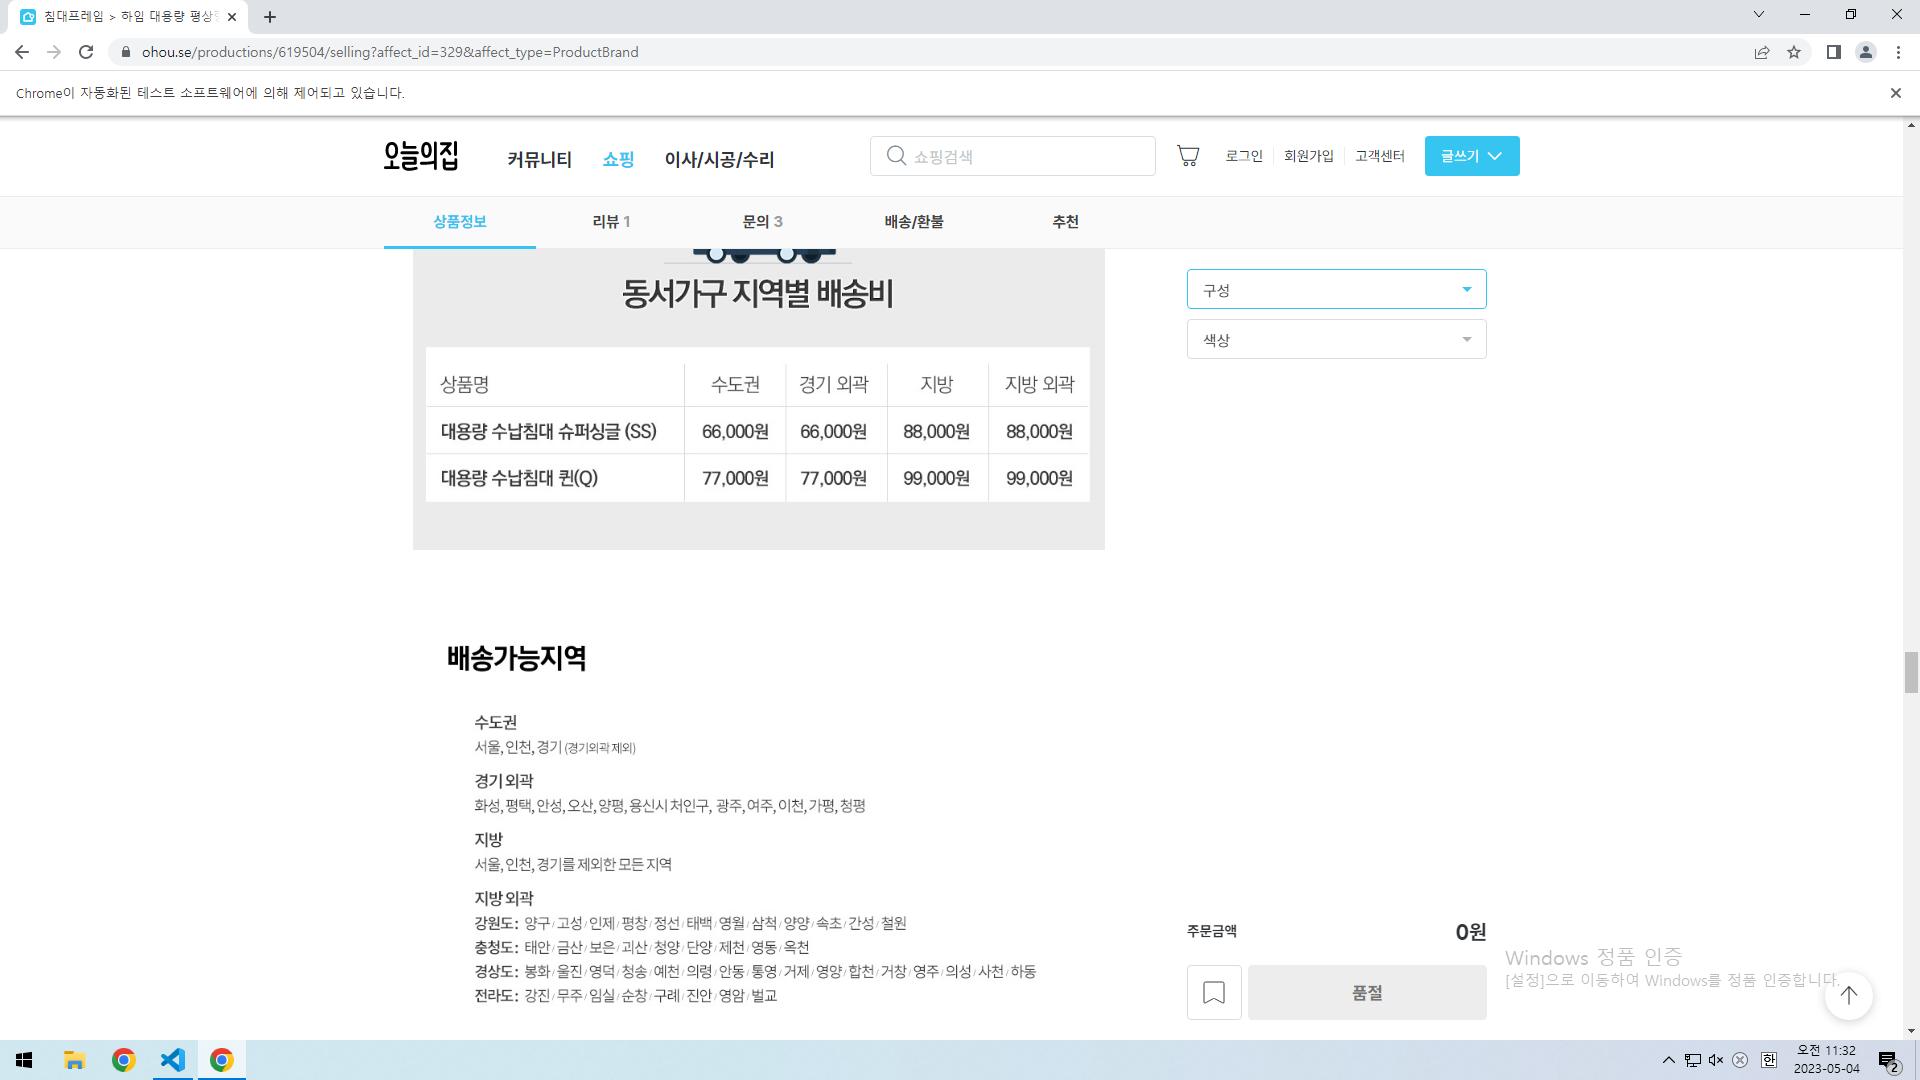 침대프레임 > 하임 대용량 평상형
ohou.se/productions/619504/selling?affect_id=329&affect_type=ProductBrand
Chrome이 자동화된 테스트 소프트웨어에 의해 제어되고 있습니다.
오늘의집 커뮤니티 쇼핑 이사/시공/수리 쇼핑검색 로그인 회원가입 고객센터 글쓰기
상품정보 리뷰 1 문의 3 배송/환불 추천
동서가구 지역별 배송비
구성
색상
상품명 수도권 경기 외곽 지방 지방 외곽
대용량 수납침대 슈퍼싱글 (SS) 66,000원 66,000원 88,000원 88,000원
대용량 수납침대 퀸(Q) 77,000원 77,000원 99,000원 99,000원
배송가능지역
수도권
서울, 인천, 경기 (경기외곽 제외)
경기 외곽
화성, 평택, 안성, 오산, 양평, 용신시 처인구, 광주, 여주, 이천, 가평, 청평
지방
서울, 인천, 경기를 제외한 모든 지역
지방 외곽
강원도: 양구 / 고성 / 인제 / 평창 / 정선 / 태백 / 영월 / 삼척 / 양양 / 속초 / 간성 / 철원
충청도: 태안 / 금산 / 보은 / 괴산 / 청양 / 단양 / 제천 / 영동 / 옥천
경상도: 봉화 / 울진 / 영덕 / 청송 / 예천 / 의령 / 안동 / 통영 / 거제 / 영양 / 합천 / 거창 / 영주 / 의성 / 사천 / 하동
전라도: 강진 / 무주 / 임실 / 순창 / 구례 / 진안 / 영암 / 벌교
주문금액 0원
품절
Windows 정품 인증
[설정]으로 이동하여 Windows를 정품 인증합니다.
한
오전 11:32
2023-05-04
2